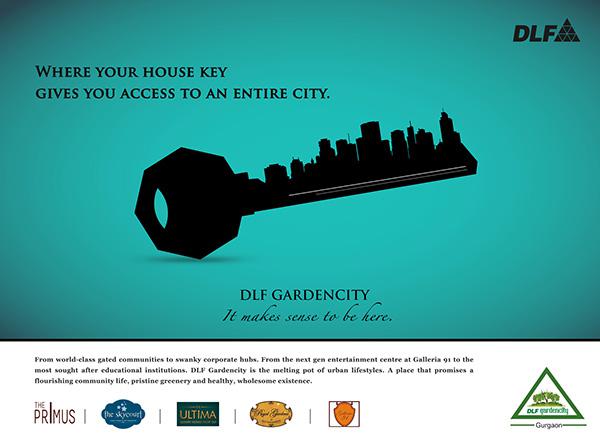 DLF
WHERE YOUR HOUSE KEY
GIVES YOU ACCESS TO AN ENTIRE CITY.
DLF GARDENCITY
It makes sense to be here.
From world-class gated communities to swanky corporate hubs. From the next gen entertainment centre at Galleria 91 to the
most sought after educational institutions. DLF Gardencity is the melting pot of urban lifestyles. A place that promises a
flourishing community life, pristine greenery and healthy, wholesome existence.
THE
PRIMUS
the skycourt
ULTIMA
Regal Gardens
DLF gardencity
Gurgaon